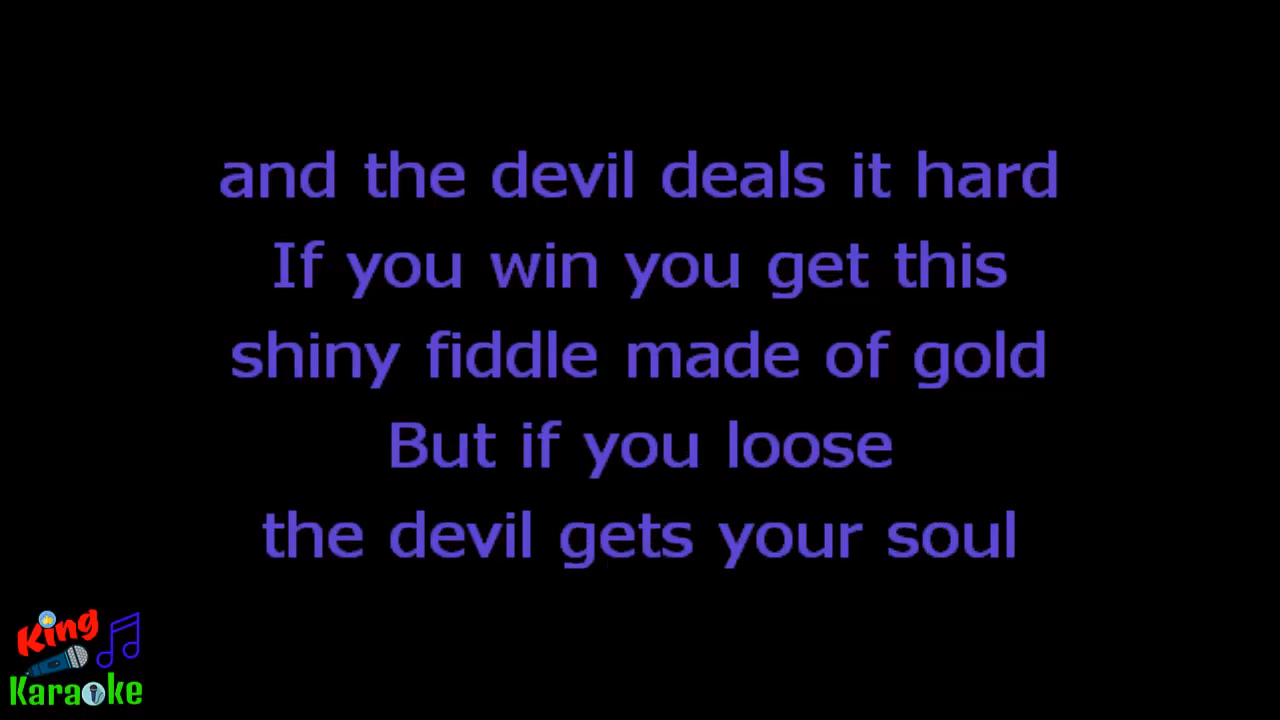 and the devil deals it hard
If you win you get this
shiny fiddle made of gold
But if you loose
the devil gets your soul
King
Karaoke